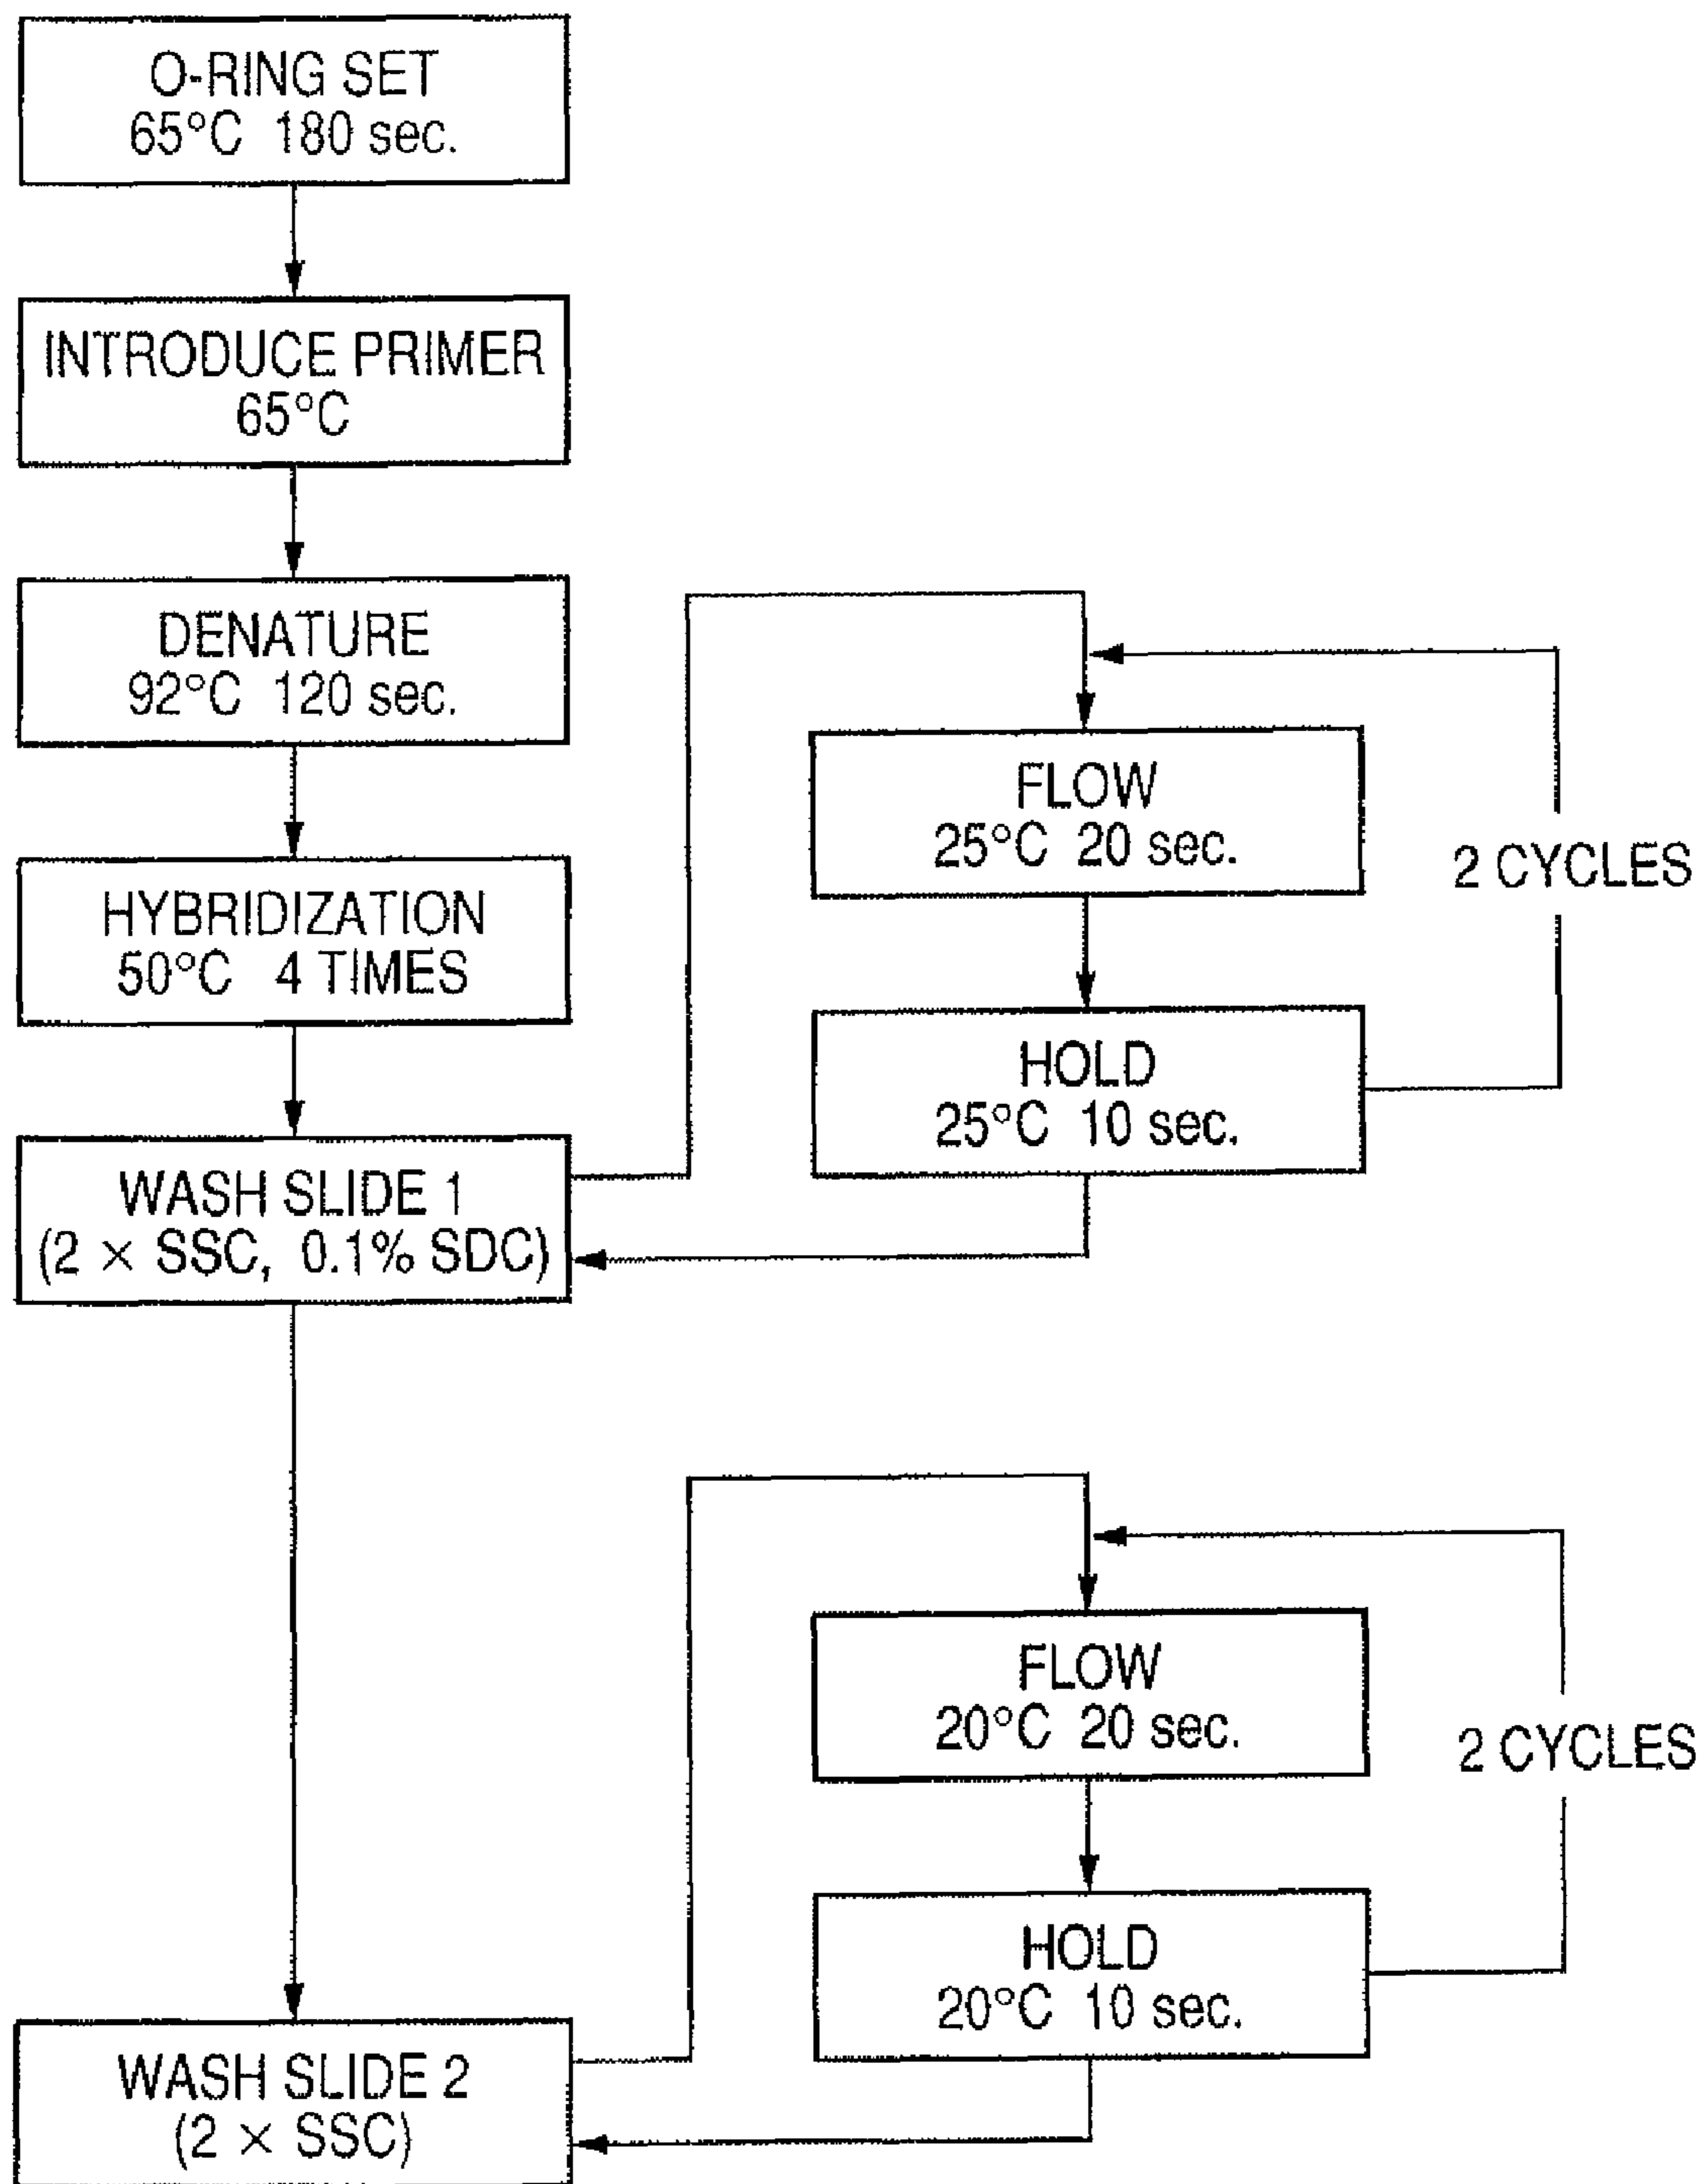 O-RING SET
65°C 180 sec.
INTRODUCE PRIMER
65°C
DENATURE
92°C 120 sec.
HYBRIDIZATION
50°C 4 TIMES
WASH SLIDE 1
(2 × SSC, 0.1% SDC)
FLOW
25°C 20 sec.
HOLD
25°C 10 sec.
2 CYCLES
WASH SLIDE 2
(2 × SSC)
FLOW
20°C 20 sec.
HOLD
20°C 10 sec.
2 CYCLES